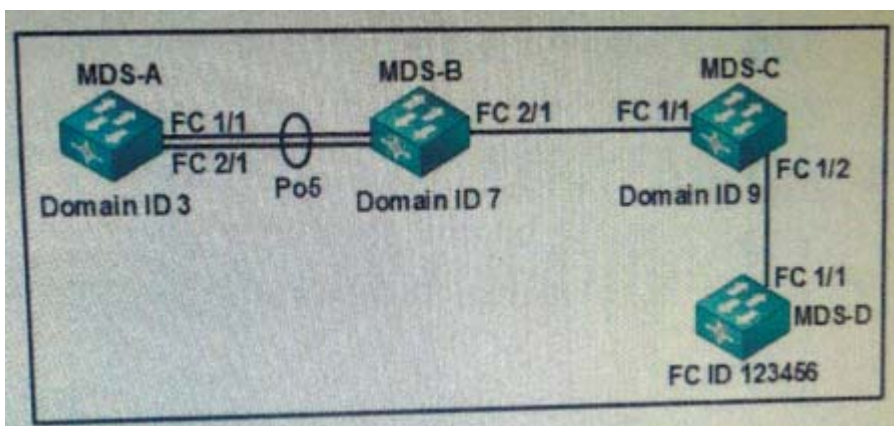 MDS-A
MDS-B
MDS-C
FC 1/1
FC 2/1
FC 2/1
FC 1/1
Po5
FC 1/2
Domain ID 3
Domain ID 7
Domain ID 9
FC 1/1
MDS-D
FC ID 123456